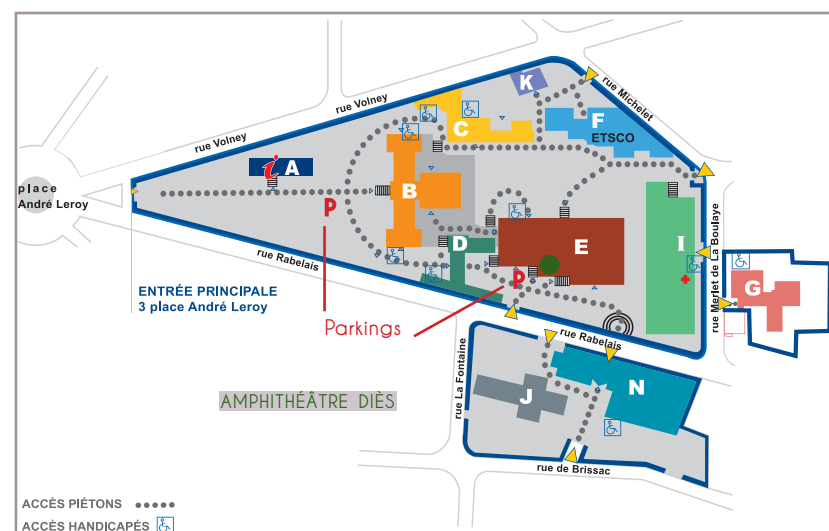 K
rue Michelet
rue Volney
C
F
ETSCO
rue Volney
i A
place
André Leroy
B
P
I
D
E
rue Merlet de La Boulaye
rue Rabelais
P
G
ENTRÉE PRINCIPALE
3 place André Leroy
Parkings
rue Rabelais
rue La Fontaine
N
J
AMPHITHÉÂTRE DIÈS
rue de Brissac
ACCÈS PIÉTONS
ACCÈS HANDICAPÉS